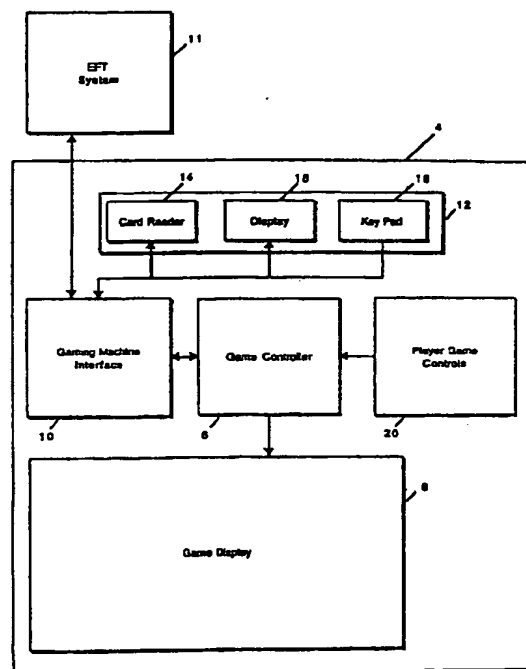 11
EFT
System
4
14
18
Card Reader
Display
Key Pad
12
Gaming Machine
Interface
Game Controller
Player Game
Controls
10
6
20
8
Game Display